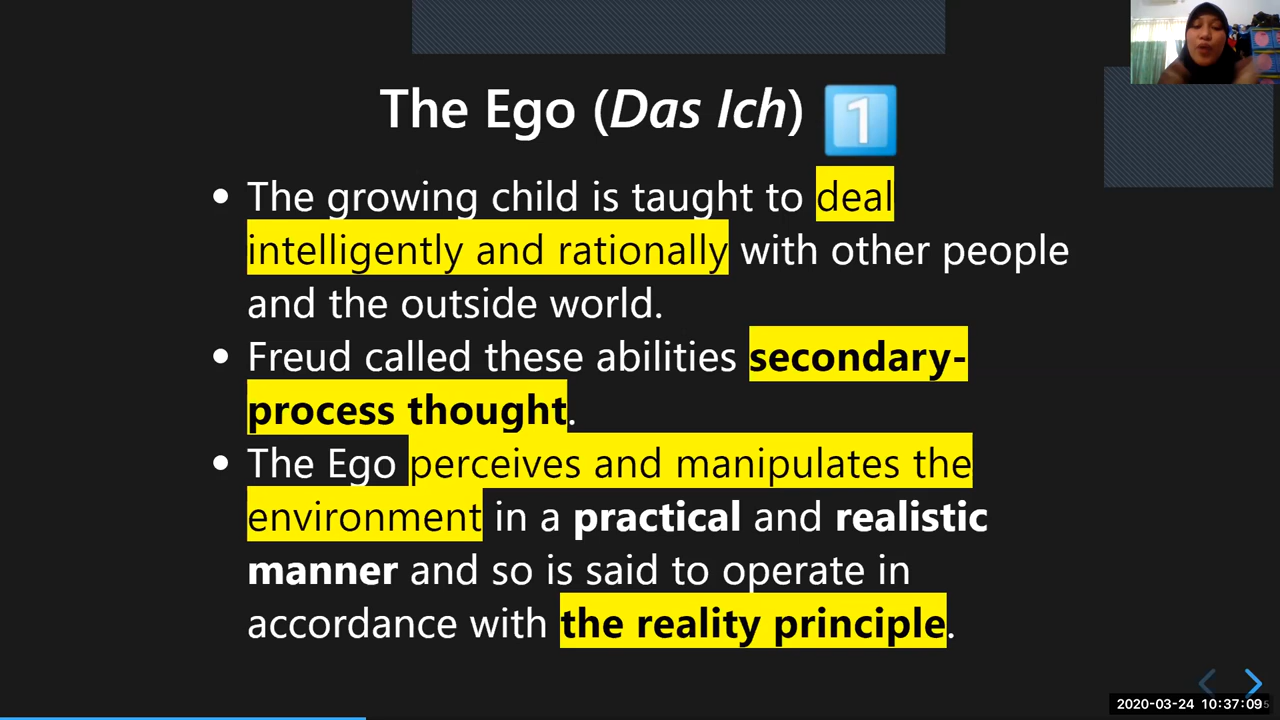 The Ego (Das Ich) 1
• The growing child is taught to deal
intelligently and rationally with other people
and the outside world.
• Freud called these abilities secondary-
process thought.
• The Ego perceives and manipulates the
environment in a practical and realistic
manner and so is said to operate in
accordance with the reality principle.
2020-03-24 10:37:09